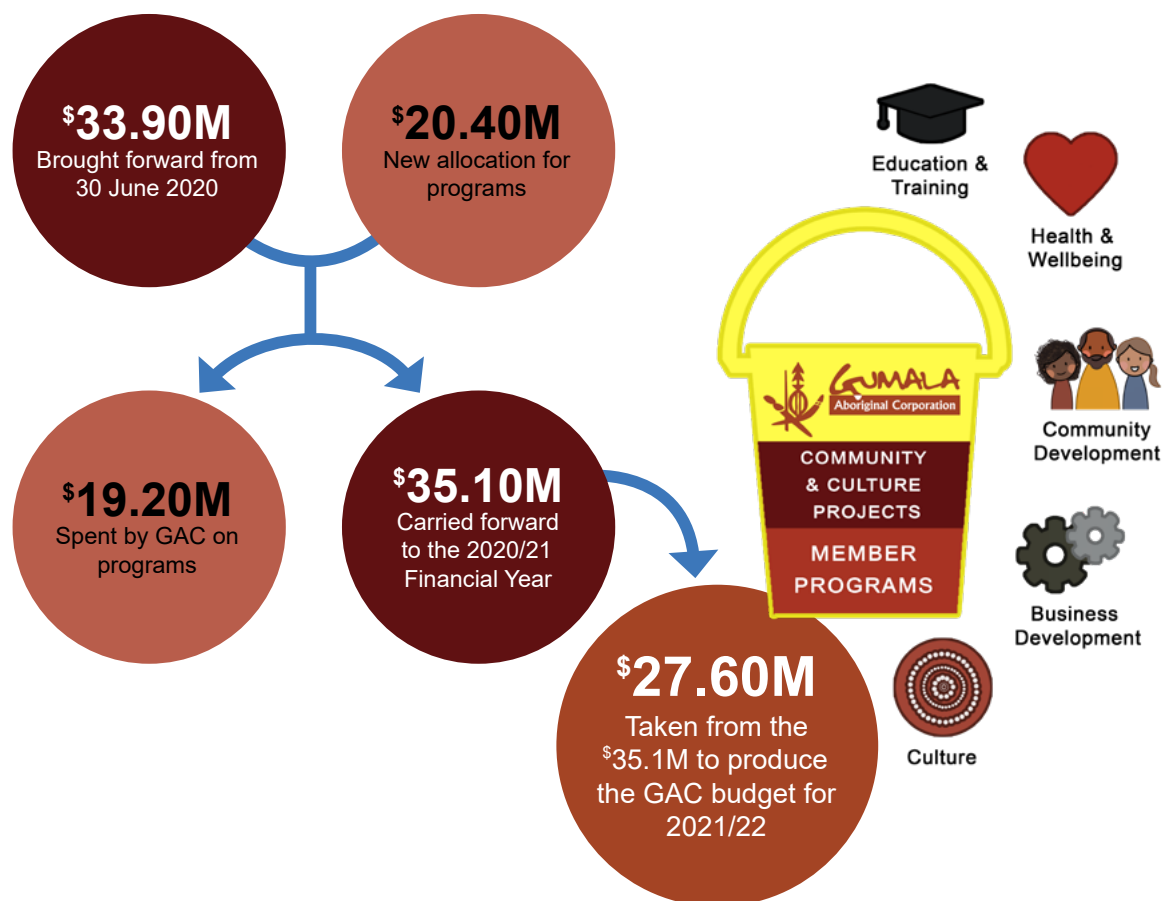 $33.90M
Brought forward from
30 June 2020
$20.40M
New allocation for
programs
$19.20M
Spent by GAC on
programs
$35.10M
Carried forward
to the 2020/21
Financial Year
$27.60M
Taken from the
$35.1M to produce
the GAC budget for
2021/22
GUMALA
Aboriginal Corporation
COMMUNITY
& CULTURE
PROJECTS
MEMBER
PROGRAMS
Education &
Training
Health &
Wellbeing
Community
Development
Business
Development
Culture